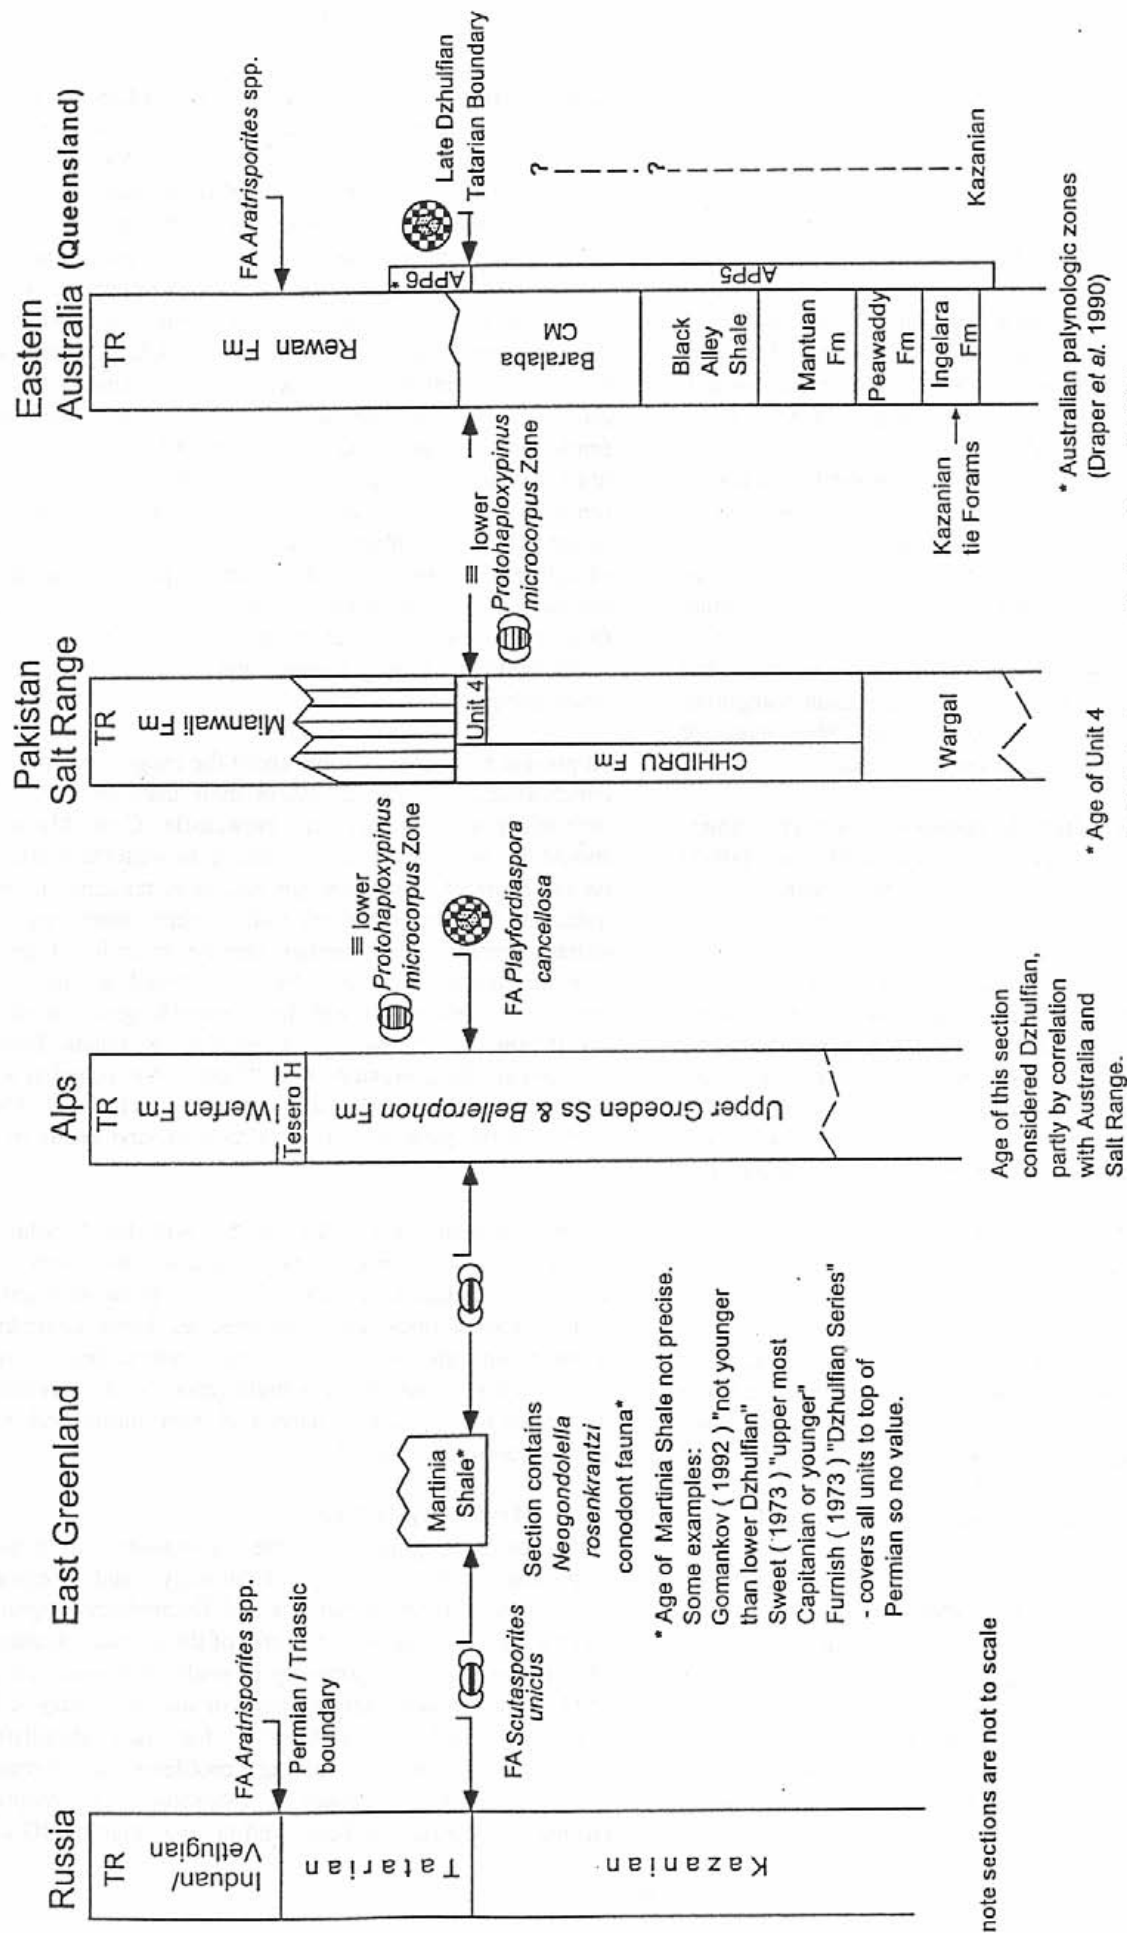 Russia
TR
Induan/
Vetlugian
Tatarian
Kazanian
FA Aratrisporites spp.
Permian / Triassic
boundary
FA Scutasporites
unicus
note sections are not to scale
East Greenland
Martinia
Shale*
Section contains
Neogondolella
rosenkrantzi
conodont fauna*
* Age of Martinia Shale not precise.
Some examples:
Gomankov ( 1992 ) "not younger
than lower Dzhulfian"
Sweet ( 1973 ) "upper most
Capitanian or younger"
Furnish ( 1973 ) "Dzhulfian Series"
- covers all units to top of
Permian so no value.
Alps
TR
Werfen Fm
Tesero H
Upper Groeden Ss & Bellerophon Fm
≡ lower
Protohaploxypinus
microcorpus Zone
FA Playfordiaspora
cancellosa
Age of this section
considered Dzhulfian,
partly by correlation
with Australia and
Salt Range.
Pakistan
Salt Range
TR
Mianwali Fm
Unit 4
CHHIDRU Fm
Wargal
* Age of Unit 4
≡ lower
Protohaploxypinus
microcorpus Zone
Eastern
Australia (Queensland)
TR
Rewan
Fm
Baralaba
CM
Black
Alley
Shale
Mantuan
Fm
Peawaddy
Fm
Ingelara
Fm
APP6 *
APP5
FA Aratrisporites spp.
Late Dzhulfian
Tatarian Boundary
?
?
Kazanian
Kazanian
tie Forams
* Australian palynologic zones
(Draper et al. 1990)